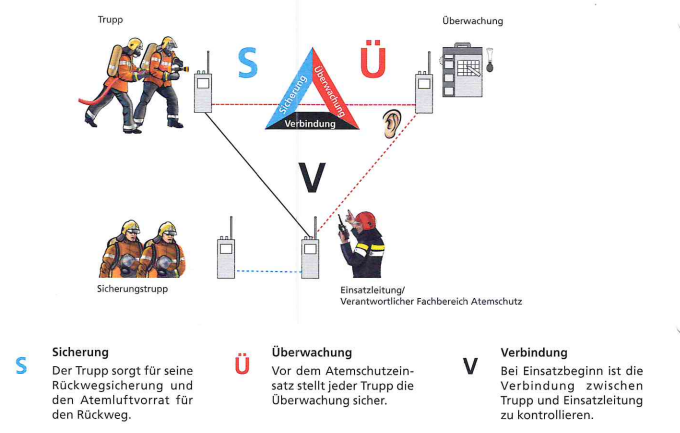 Trupp
Überwachung
S
Ü
Sicherung
Überwachung
Verbindung
V
Sicherungstrupp
Einsatzleitung/
Verantwortlicher Fachbereich Atemschutz
S
Sicherung
Der Trupp sorgt für seine
Rückwegsicherung und
den Atemluftvorrat für
den Rückweg.
Ü
Überwachung
Vor dem Atemschutzein-
satz stellt jeder Trupp die
Überwachung sicher.
V
Verbindung
Bei Einsatzbeginn ist die
Verbindung zwischen
Trupp und Einsatzleitung
zu kontrollieren.